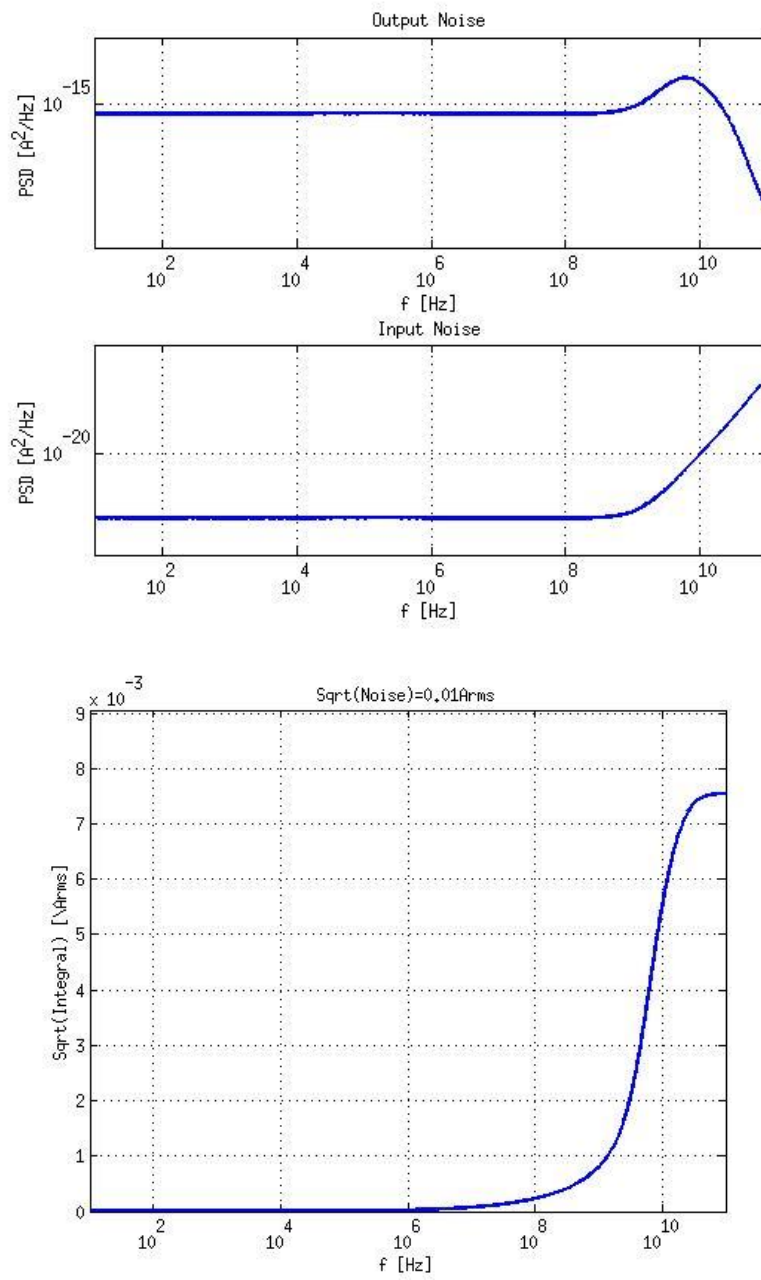 Output Noise
PSD [A^2/Hz]
10^-15
10^2 10^4 10^6 10^8 10^10
f [Hz]
Input Noise
PSD [A^2/Hz]
10^-20
10^2 10^4 10^6 10^8 10^10
f [Hz]
x 10^-3
Sqrt(Noise)=0.01Arms
Sqrt(Integral) [\Arms]
9
8
7
6
5
4
3
2
1
0
10^2 10^4 10^6 10^8 10^10
f [Hz]